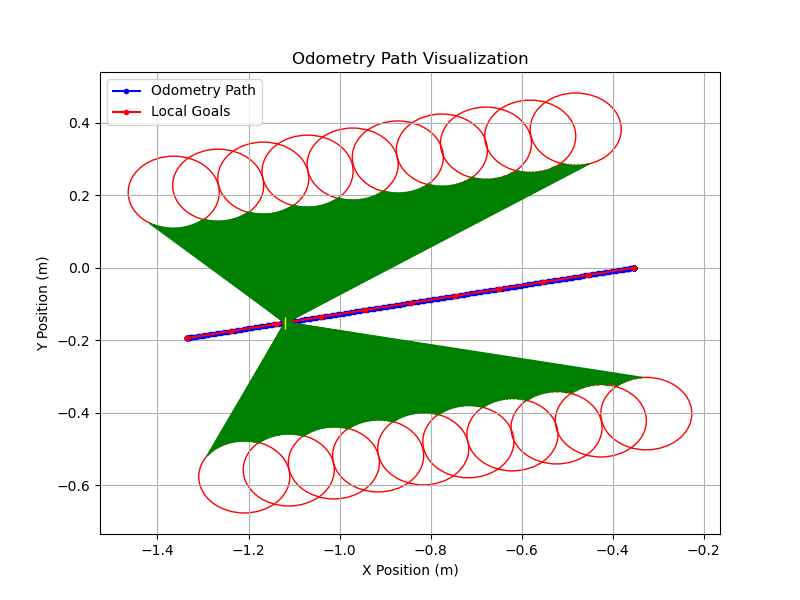 Odometry Path Visualization
Odometry Path
Local Goals
0.4
0.2
0.0
−0.2
−0.4
−0.6
Y Position (m)
−1.4
−1.2
−1.0
−0.8
−0.6
−0.4
−0.2
X Position (m)